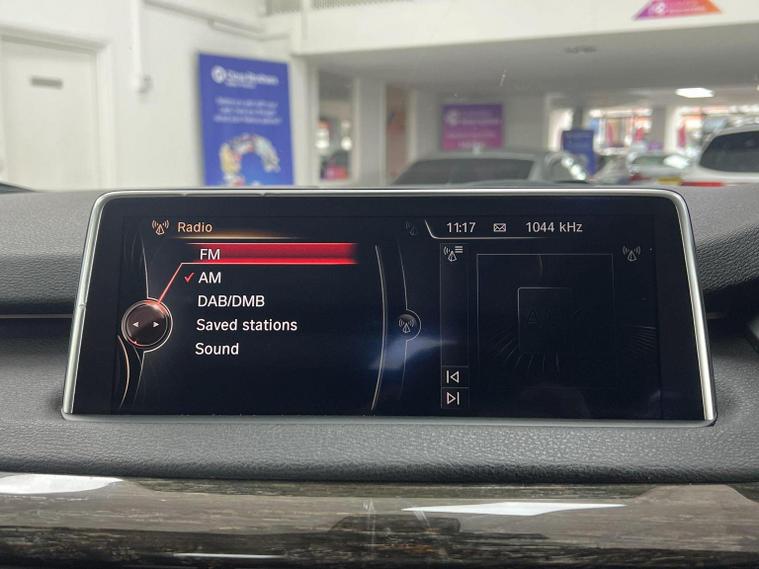 Radio
11:17
1044 kHz
FM
AM
DAB/DMB
Saved stations
Sound